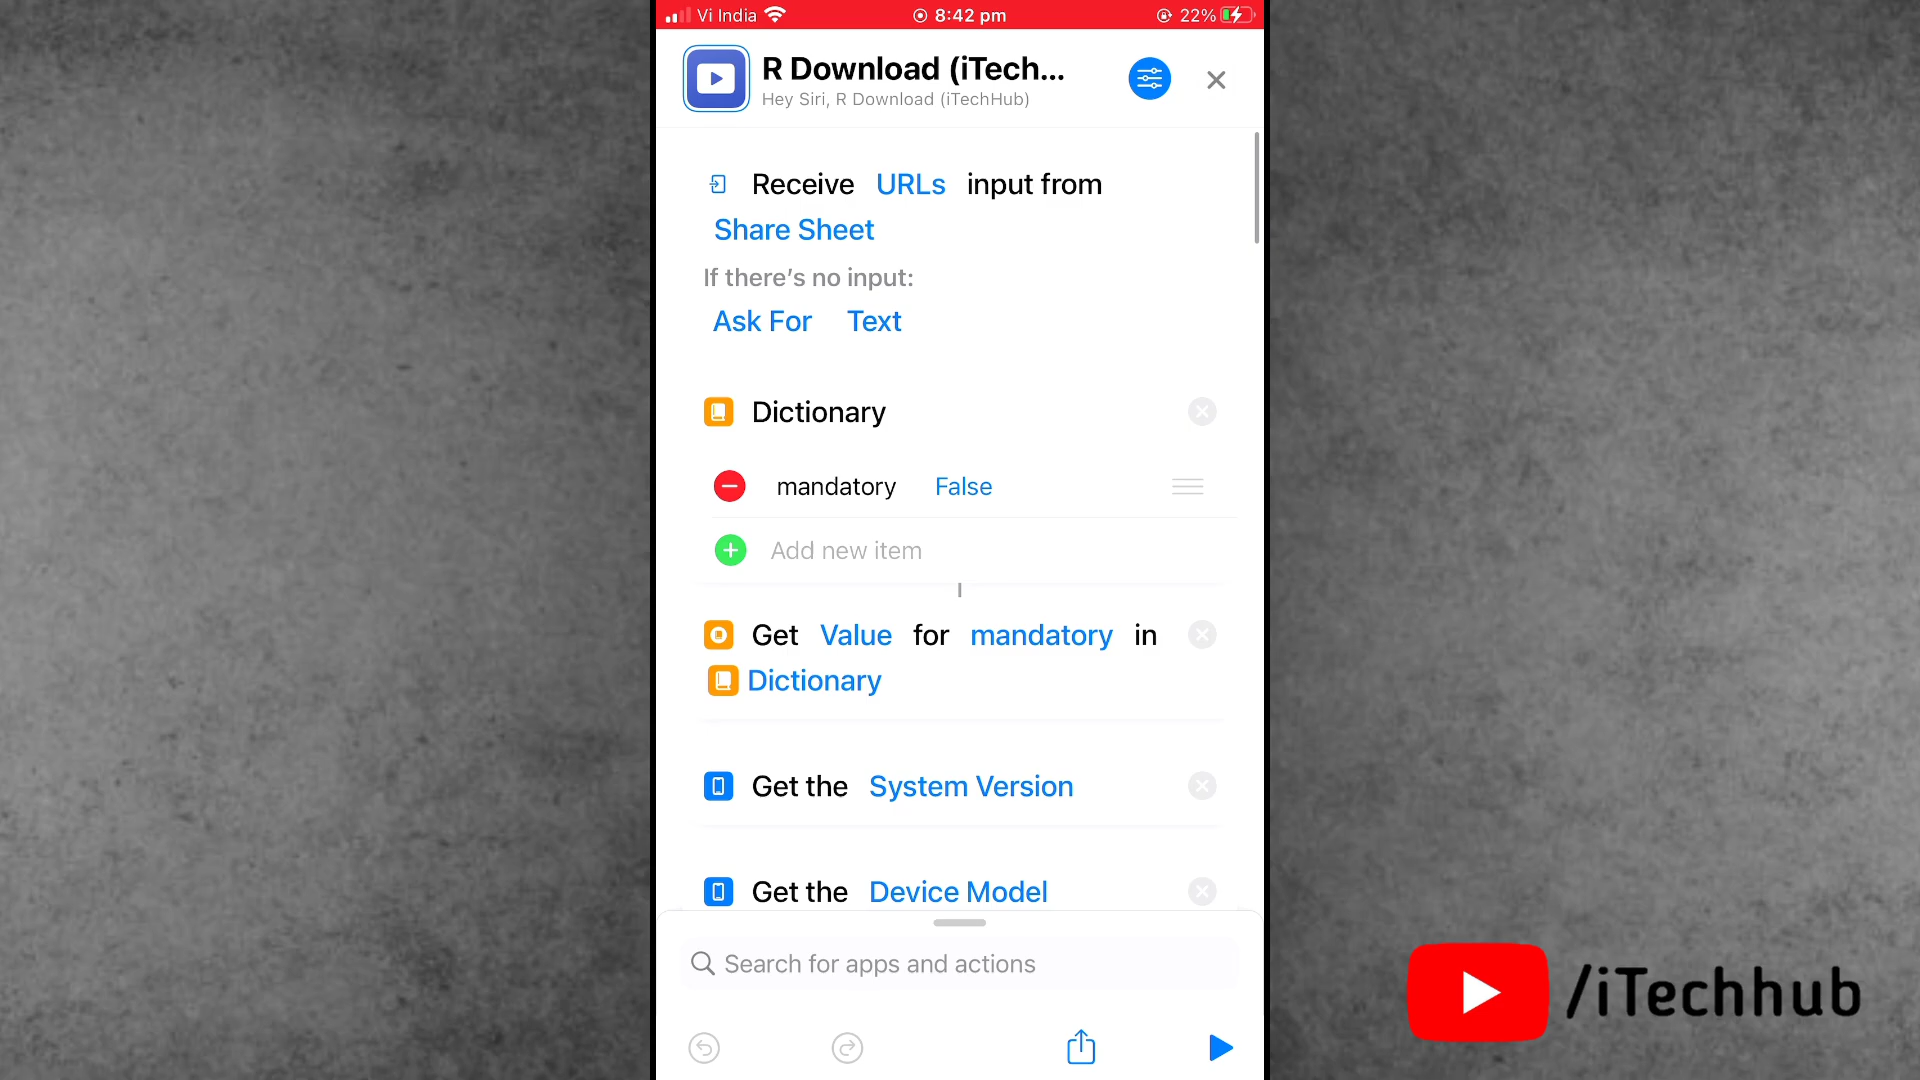 Vi India 8:42 pm 22%
R Download (iTech...
Hey Siri, R Download (iTechHub)
Receive URLs input from
Share Sheet
If there's no input:
Ask For Text
Dictionary
mandatory False
Add new item
Get Value for mandatory in
Dictionary
Get the System Version
Get the Device Model
Search for apps and actions
/iTechhub